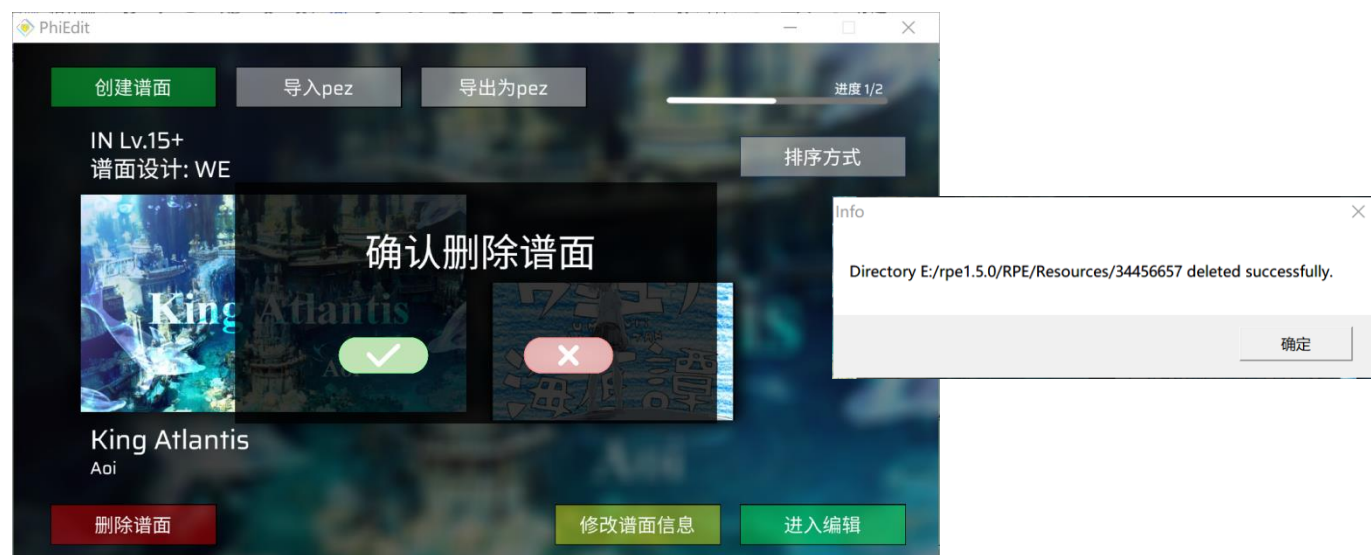 PhiEdit
创建谱面
导入pez
导出为pez
进度 1/2
IN Lv.15+
谱面设计: WE
排序方式
确认删除谱面
King Atlantis
Aoi
King Atlantis
Aoi
删除谱面
修改谱面信息
进入编辑
Info
Directory E:/rpe1.5.0/RPE/Resources/34456657 deleted successfully.
确定